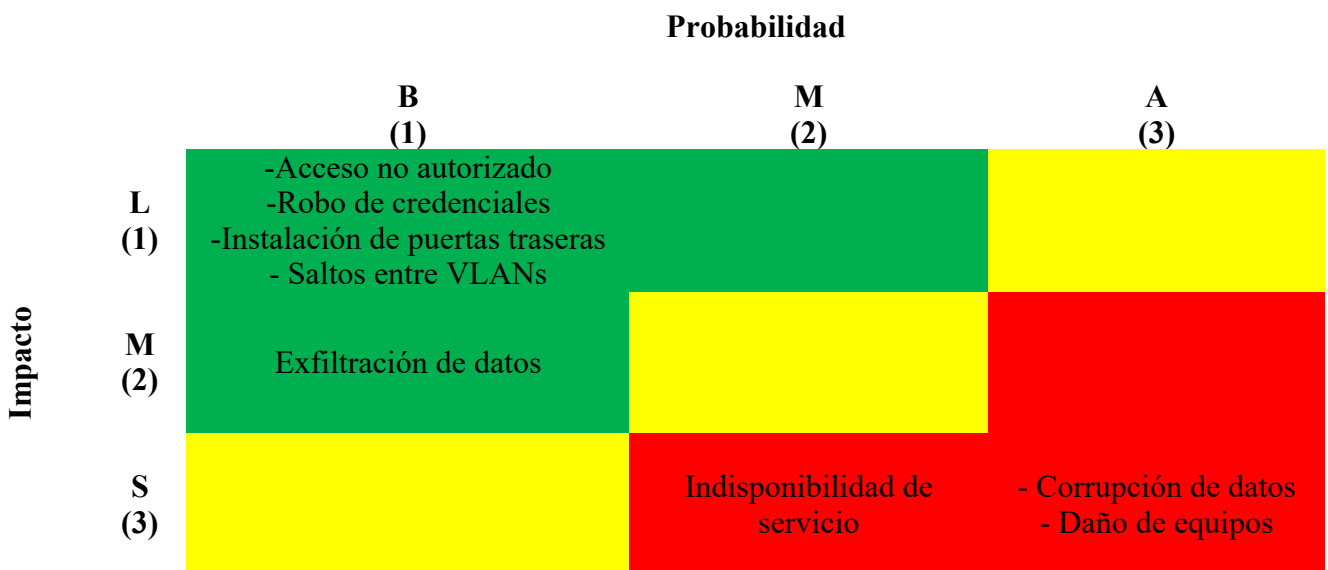 Probabilidad
B
(1)
M
(2)
A
(3)
Impacto
L
(1)
-Acceso no autorizado
-Robo de credenciales
-Instalación de puertas traseras
- Saltos entre VLANs
M
(2)
Exfiltración de datos
S
(3)
Indisponibilidad de
servicio
- Corrupción de datos
- Daño de equipos